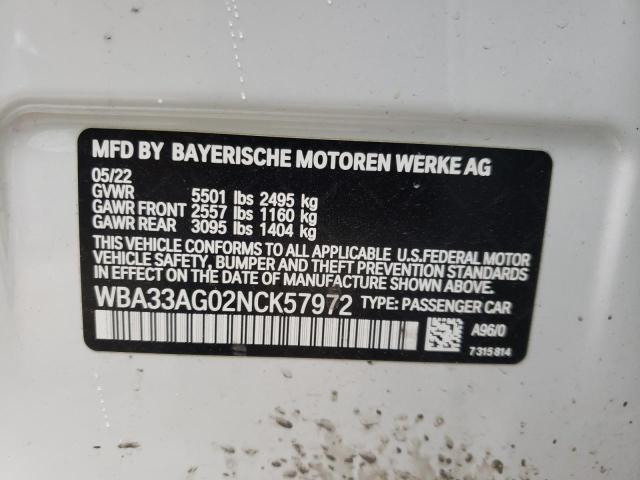 MFD BY BAYERISCHE MOTOREN WERKE AG
05/22
GVWR 5501 lbs 2495 kg
GAWR FRONT 2557 lbs 1160 kg
GAWR REAR 3095 lbs 1404 kg
THIS VEHICLE CONFORMS TO ALL APPLICABLE U.S.FEDERAL MOTOR
VEHICLE SAFETY, BUMPER AND THEFT PREVENTION STANDARDS
IN EFFECT ON THE DATE OF MANUFACTURE SHOWN ABOVE.
WBA33AG02NCK57972 TYPE: PASSENGER CAR
A96/0
7315814